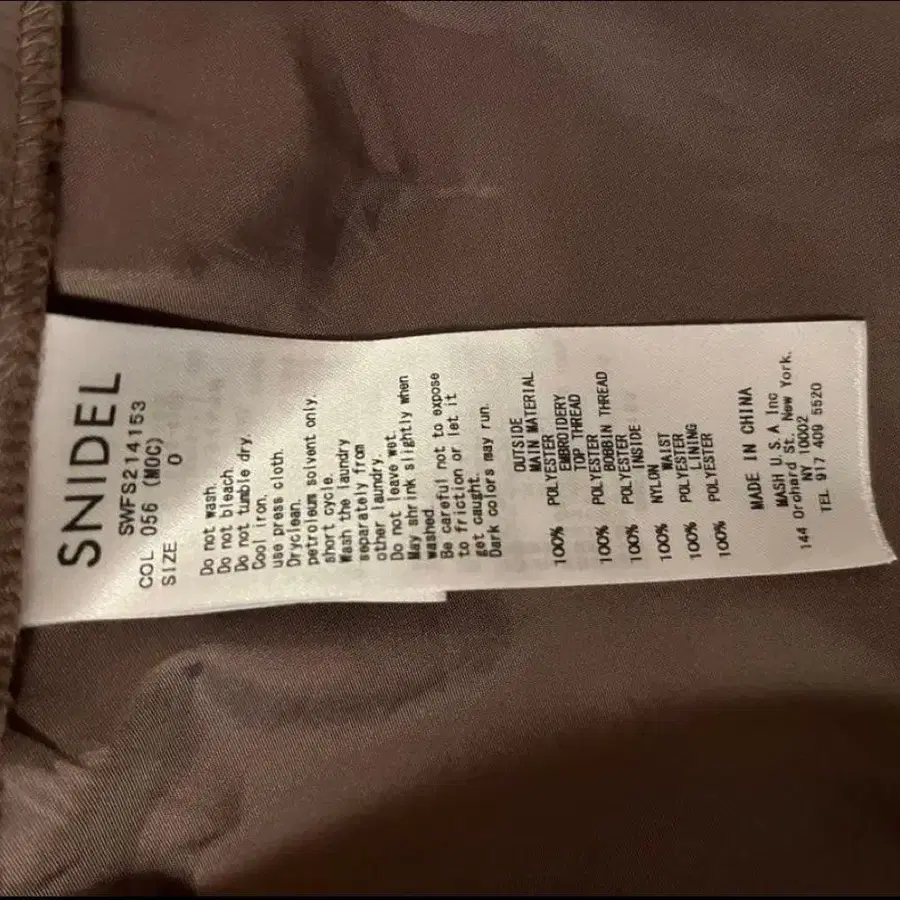 SNIDEL
SWFS214153
COL 056 (MOC)
SIZE 0
Do not wash.
Do not bleach.
Do not tumble dry.
Cool iron.
use press cloth.
Dryclean.
petroleum solvent only.
short cycle.
Wash the laundry
separately from
other laundry.
Do not leave wet.
May shrink slightly when
washed.
Be careful not to expose
to friction or let it
get caught.
Dark colors may run.
OUTSIDE
MAIN MATERIAL
100% POLYESTER
EMBROIDERY
TOP THREAD
100% POLYESTER
BOBBIN THREAD
100% POLYESTER
INSIDE
100% NYLON
WAIST
100% POLYESTER
LINING
100% POLYESTER
MADE IN CHINA
MASH U.S.A Inc
144 Orchard St. New York.
NY 10002
TEL 917 409 5520